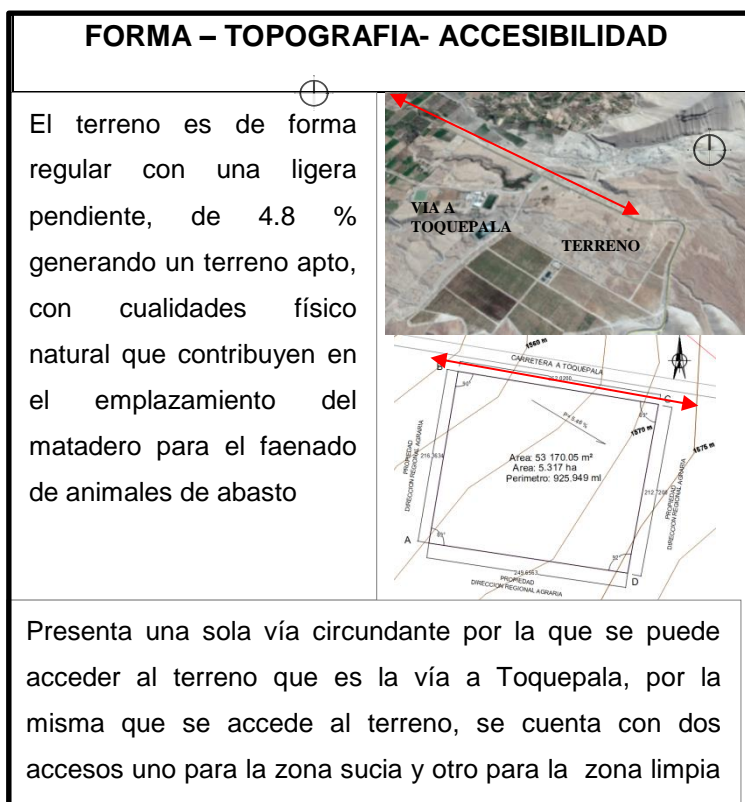 FORMA – TOPOGRAFIA- ACCESIBILIDAD
El terreno es de forma
regular con una ligera
pendiente, de 4.8 %
generando un terreno apto,
con cualidades físico
natural que contribuyen en
el emplazamiento del
matadero para el faenado
de animales de abasto
VIA A
TOQUEPALA
TERRENO
1560 m
CARRETERA A TOQUEPALA
B
C
90°
1570 m
1575 m
Area: 53 170.05 m²
Area: 5.317 ha
Perimetro: 925.949 ml
PROPIEDAD
DIRECCION REGIONAL AGRARIA
PROPIEDAD
DIRECCION REGIONAL AGRARIA
A
92°
D
PROPIEDAD
DIRECCION REGIONAL AGRARIA
Presenta una sola vía circundante por la que se puede
acceder al terreno que es la vía a Toquepala, por la
misma que se accede al terreno, se cuenta con dos
accesos uno para la zona sucia y otro para la zona limpia